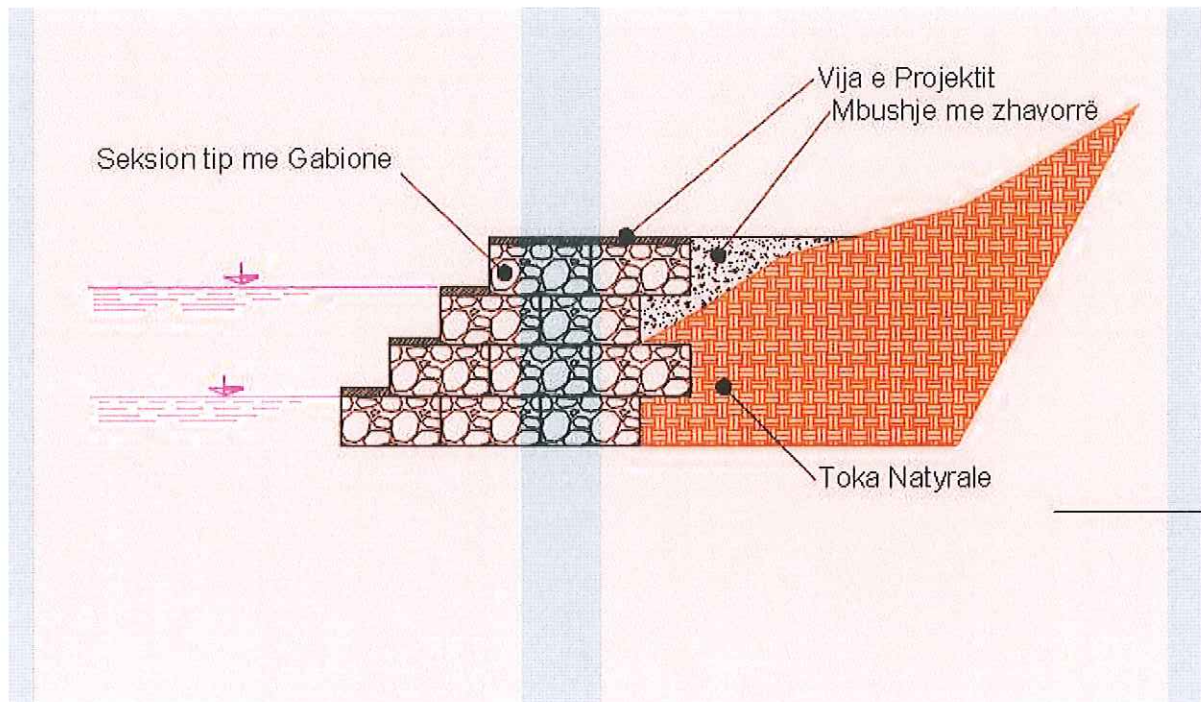 Vija e Projektit
Mbushje me zhavorrë
Seksion tip me Gabione
Toka Natyrale